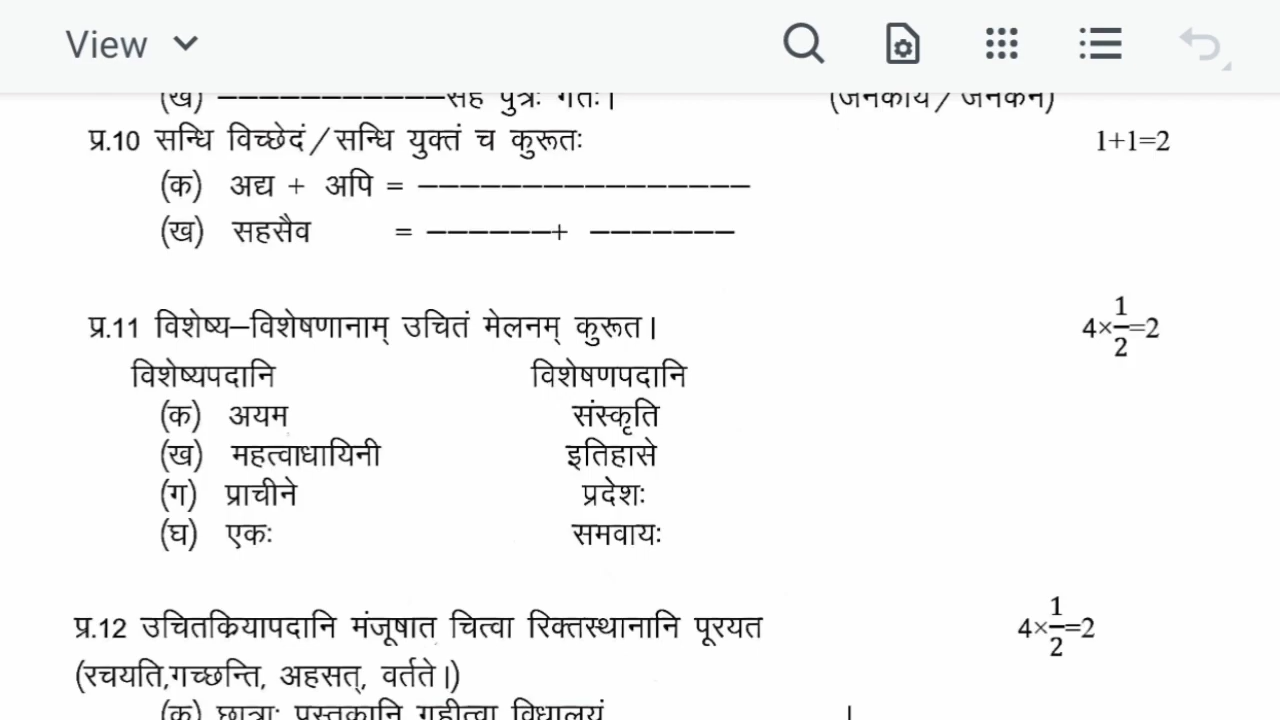 View
(ख) ———————————सह पुत्रः गतः। (जनकाय / जनकेन)
प्र.10 सन्धि विच्छेदं/सन्धि युक्तं च कुरूतः 1+1=2
(क) अद्य + अपि = ————————————————
(ख) सहसैव = ——————+ ———————
प्र.11 विशेष्य–विशेषणानाम् उचितं मेलनम् कुरूत। 4×1/2=2
विशेष्यपदानि विशेषणपदानि
(क) अयम संस्कृति
(ख) महत्वाधायिनी इतिहासे
(ग) प्राचीने प्रदेशः
(घ) एकः समवायः
प्र.12 उचितकियापदानि मंजूषात चित्वा रिक्तस्थानानि पूरयत 4×1/2=2
(रचयति,गच्छन्ति, अहसत्, वर्तते।)
(क) छात्राः पुस्तकानि गृहीत्वा विधालयं ।